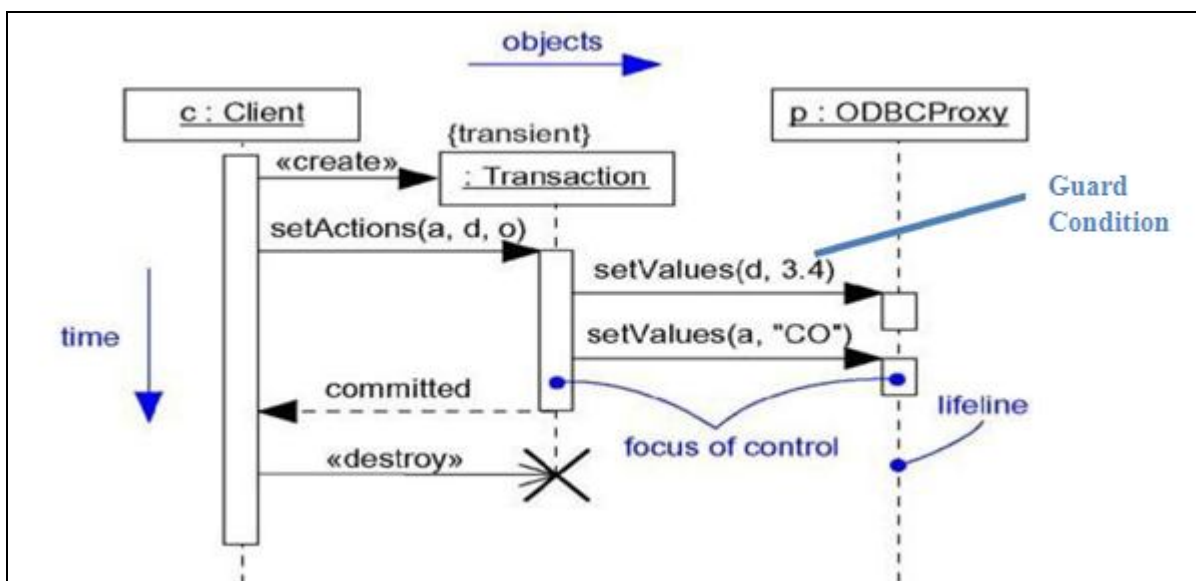 objects
c : Client
p : ODBCProxy
{transient}
«create»
: Transaction
Guard
Condition
setActions(a, d, o)
setValues(d, 3.4)
time
setValues(a, "CO")
committed
lifeline
focus of control
«destroy»